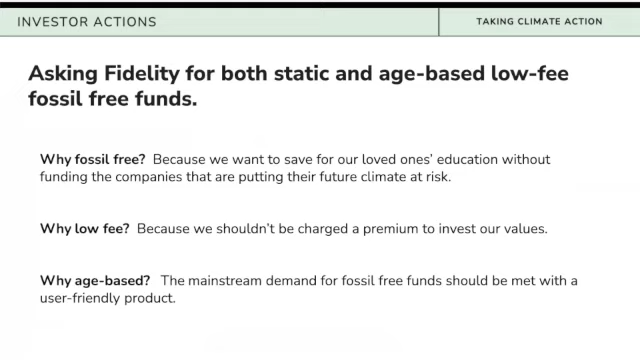 INVESTOR ACTIONS
TAKING CLIMATE ACTION
Asking Fidelity for both static and age-based low-fee
fossil free funds.
Why fossil free? Because we want to save for our loved ones’ education without
funding the companies that are putting their future climate at risk.
Why low fee? Because we shouldn’t be charged a premium to invest our values.
Why age-based? The mainstream demand for fossil free funds should be met with a
user-friendly product.